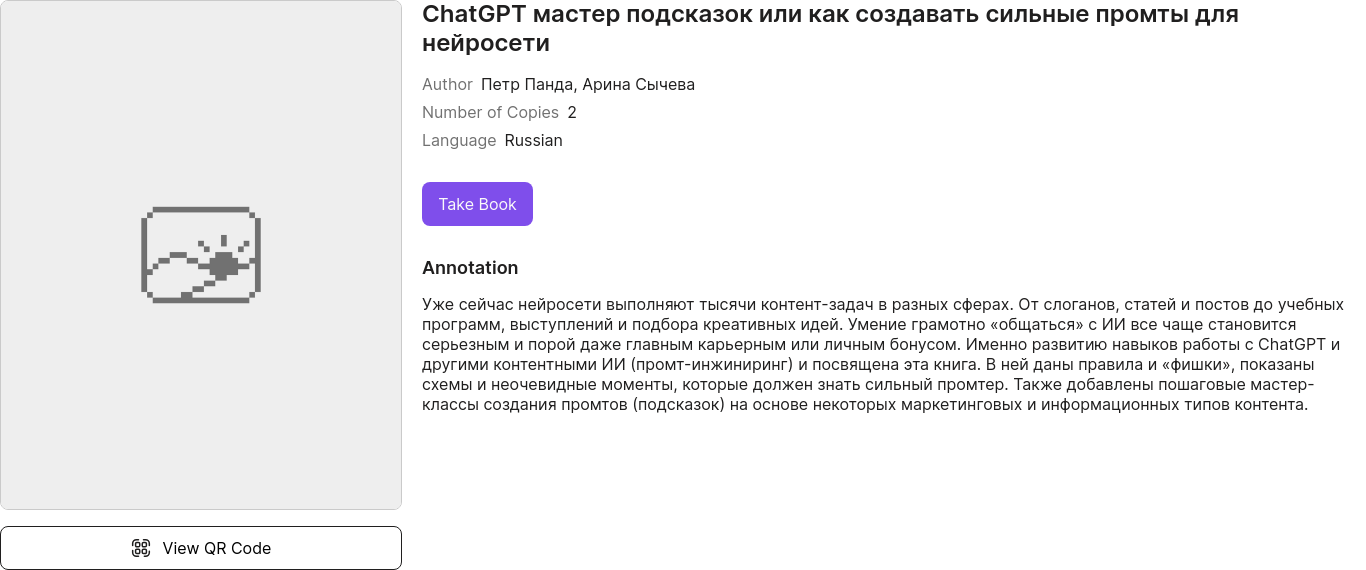 ChatGPT мастер подсказок или как создавать сильные промты для
нейросети
Author Петр Панда, Арина Сычева
Number of Copies 2
Language Russian
Take Book
Annotation
Уже сейчас нейросети выполняют тысячи контент-задач в разных сферах. От слоганов, статей и постов до учебных
программ, выступлений и подбора креативных идей. Умение грамотно «общаться» с ИИ все чаще становится
серьезным и порой даже главным карьерным или личным бонусом. Именно развитию навыков работы с ChatGPT и
другими контентными ИИ (промт-инжиниринг) и посвящена эта книга. В ней даны правила и «фишки», показаны
схемы и неочевидные моменты, которые должен знать сильный промтер. Также добавлены пошаговые мастер-
классы создания промтов (подсказок) на основе некоторых маркетинговых и информационных типов контента.
View QR Code